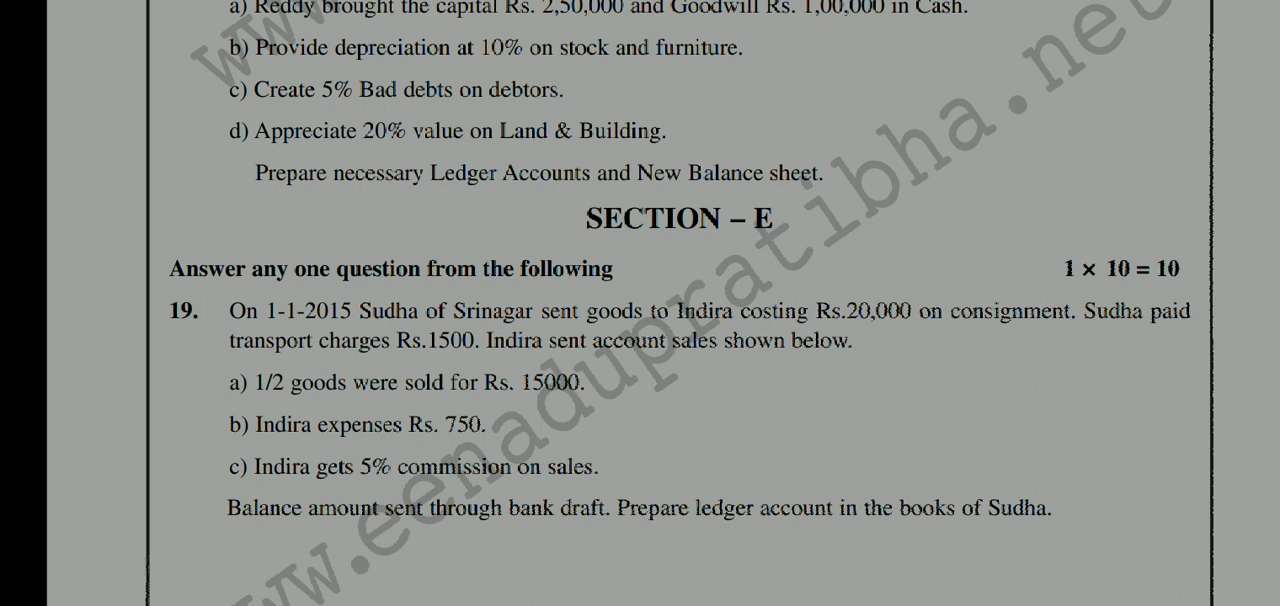 a) Reddy brought the capital Rs. 2,50,000 and Goodwill Rs. 1,00,000 in Cash.
b) Provide depreciation at 10% on stock and furniture.
c) Create 5% Bad debts on debtors.
d) Appreciate 20% value on Land & Building.
Prepare necessary Ledger Accounts and New Balance sheet.
SECTION – E
Answer any one question from the following 1 × 10 = 10
19. On 1-1-2015 Sudha of Srinagar sent goods to Indira costing Rs.20,000 on consignment. Sudha paid
transport charges Rs.1500. Indira sent account sales shown below.
a) 1/2 goods were sold for Rs. 15000.
b) Indira expenses Rs. 750.
c) Indira gets 5% commission on sales.
Balance amount sent through bank draft. Prepare ledger account in the books of Sudha.
www.eenadupratibha.net